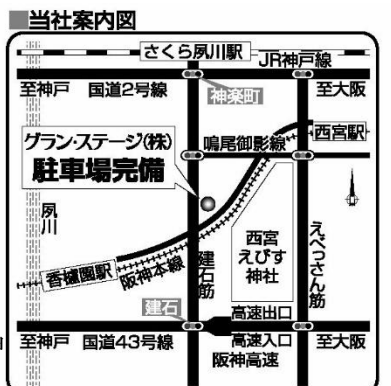 ■当社案内図
さくら夙川駅
JR神戸線
至神戸 国道2号線
神楽町
至大阪
グラン・ステージ(株)
駐車場完備
鳴尾御影線
西宮駅
夙川
香櫨園駅
阪神本線
建石筋
西宮
えびす
神社
えべっさん筋
建石
高速出口
至神戸 国道43号線
高速入口
至大阪
阪神高速